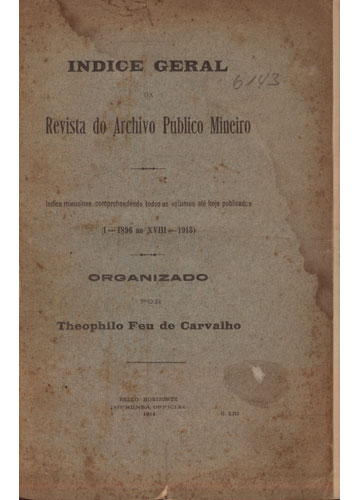 INDICE GERAL
DA
6143
Revista do Archivo Publico Mineiro
Indice minucioso, comprehendendo todos os volumes até hoje publicados
(I—1896 ao XVIII—1913)
ORGANIZADO
POR
Theophilo Feu de Carvalho
BELLO HORIZONTE
IMPRENSA OFFICIAL
1914